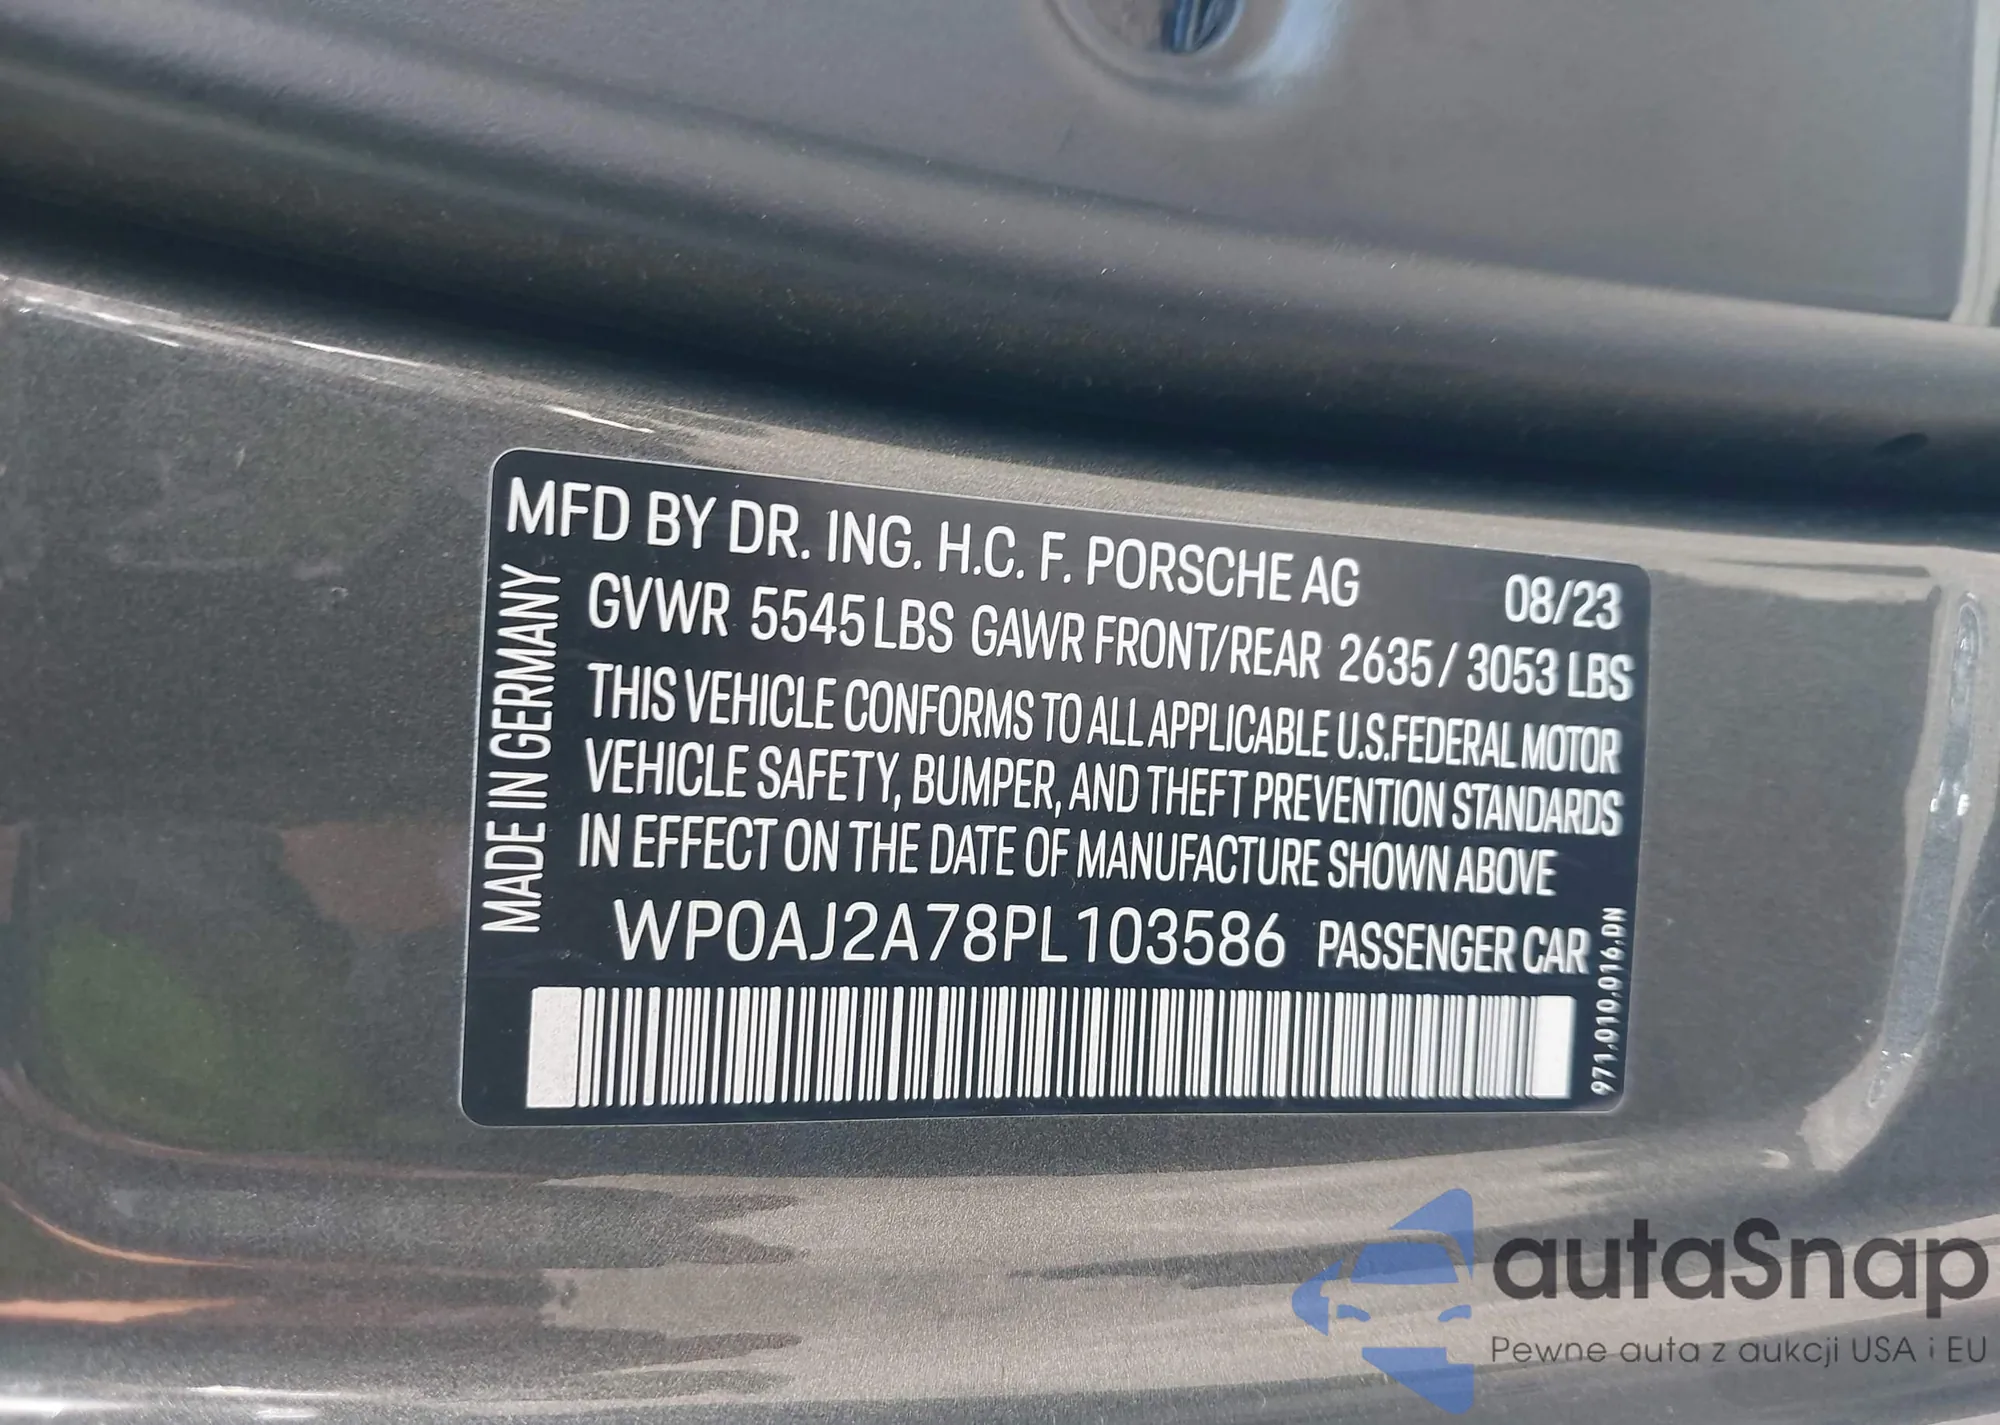 MFD BY DR. ING. H.C. F. PORSCHE AG 08/23
GVWR 5545 LBS GAWR FRONT/REAR 2635 / 3053 LBS
THIS VEHICLE CONFORMS TO ALL APPLICABLE U.S.FEDERAL MOTOR
VEHICLE SAFETY, BUMPER, AND THEFT PREVENTION STANDARDS
IN EFFECT ON THE DATE OF MANUFACTURE SHOWN ABOVE
WP0AJ2A78PL103586 PASSENGER CAR
MADE IN GERMANY
971.010.016.DN
autaSnap
Pewne auta z aukcji USA i EU